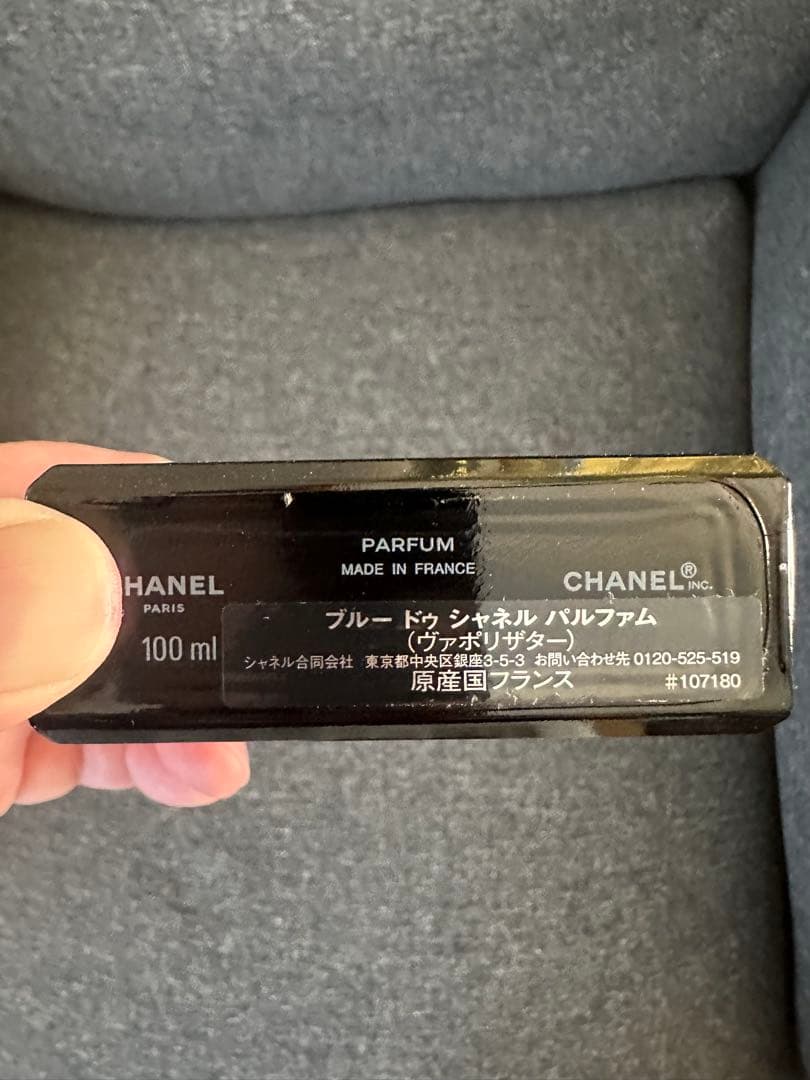 PARFUM
MADE IN FRANCE
HANEL
PARIS
CHANEL® INC.
100 ml
ブルー ドゥ シャネル パルファム
(ヴァポリザター)
シャネル合同会社 東京都中央区銀座3-5-3 お問い合わせ先 0120-525-519
原産国フランス #107180